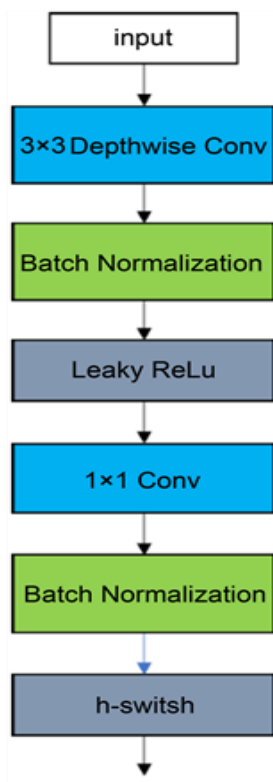 input
3×3 Depthwise Conv
Batch Normalization
Leaky ReLu
1×1 Conv
Batch Normalization
h-switsh